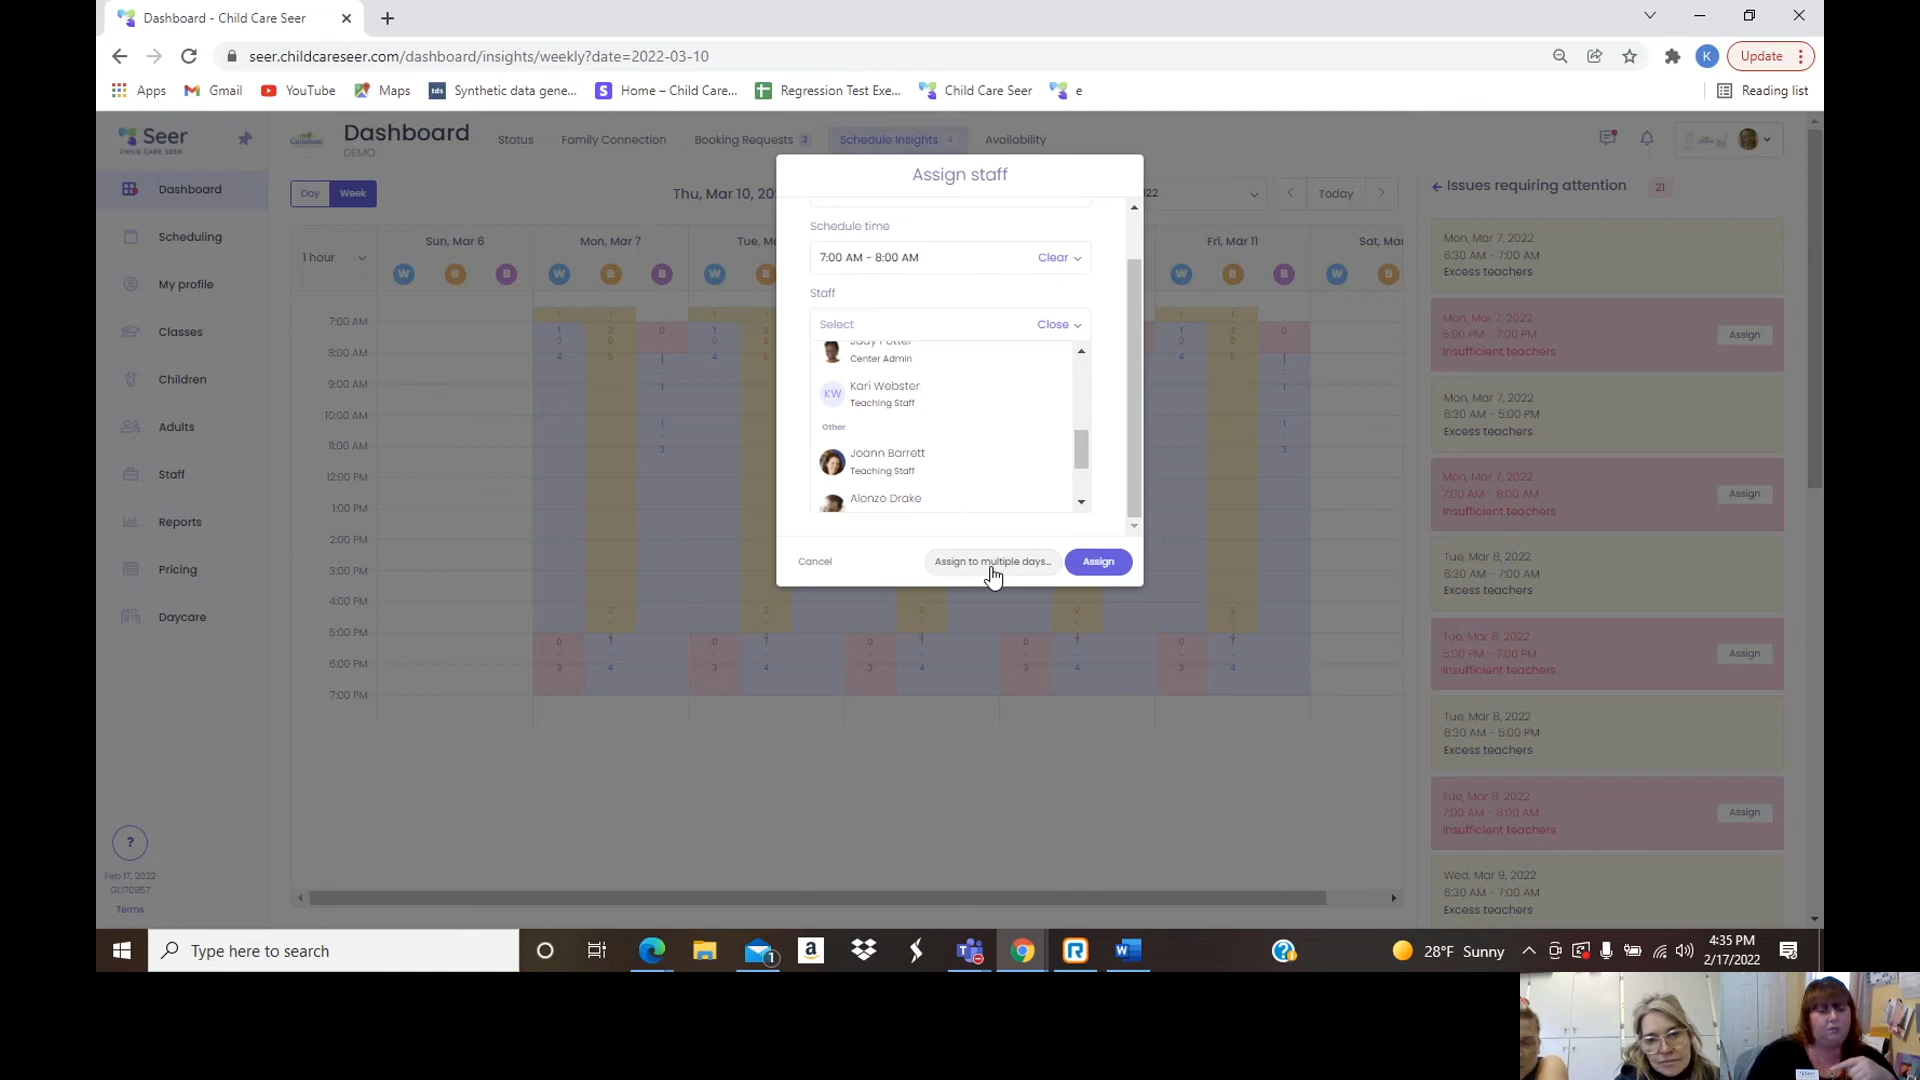 Dashboard - Child Care Seer
seer.childcareseer.com/dashboard/insights/weekly?date=2022-03-10
K
Update
Apps
Gmail
YouTube
Maps
tds
Synthetic data gene...
Home – Child Care...
Regression Test Exe...
Child Care Seer
e
Reading list
Seer
CHILD CARE SEER
Dashboard
DEMO
Status
Family Connection
Booking Requests 3
Schedule Insights 4
Availability
Dashboard
Scheduling
My profile
Classes
Children
Adults
Staff
Reports
Pricing
Daycare
?
Feb 17, 2022
Terms
Day
Week
Thu, Mar 10, 20
22
Today
1 hour
Sun, Mar 6
Mon, Mar 7
Tue, M
Fri, Mar 11
Sat, Ma
W B B W B B W B W B B W B
7:00 AM
8:00 AM
9:00 AM
10:00 AM
11:00 AM
12:00 PM
1:00 PM
2:00 PM
3:00 PM
4:00 PM
5:00 PM
6:00 PM
7:00 PM
Assign staff
Schedule time
7:00 AM - 8:00 AM
Clear
Staff
Select
Close
Center Admin
KW
Kari Webster
Teaching Staff
Other
Joann Barrett
Teaching Staff
Alonzo Drake
Cancel
Assign to multiple days...
Assign
Issues requiring attention
21
Mon, Mar 7, 2022
6:30 AM - 7:00 AM
Excess teachers
Mon, Mar 7, 2022
5:00 PM - 7:00 PM
Insufficient teachers
Assign
Mon, Mar 7, 2022
6:30 AM - 5:00 PM
Excess teachers
Mon, Mar 7, 2022
7:00 AM - 8:00 AM
Insufficient teachers
Assign
Tue, Mar 8, 2022
6:30 AM - 7:00 AM
Excess teachers
Tue, Mar 8, 2022
5:00 PM - 7:00 PM
Insufficient teachers
Assign
Tue, Mar 8, 2022
6:30 AM - 5:00 PM
Excess teachers
Tue, Mar 8, 2022
7:00 AM - 8:00 AM
Insufficient teachers
Assign
Wed, Mar 9, 2022
6:30 AM - 7:00 AM
Excess teachers
Type here to search
28°F Sunny
4:35 PM
2/17/2022